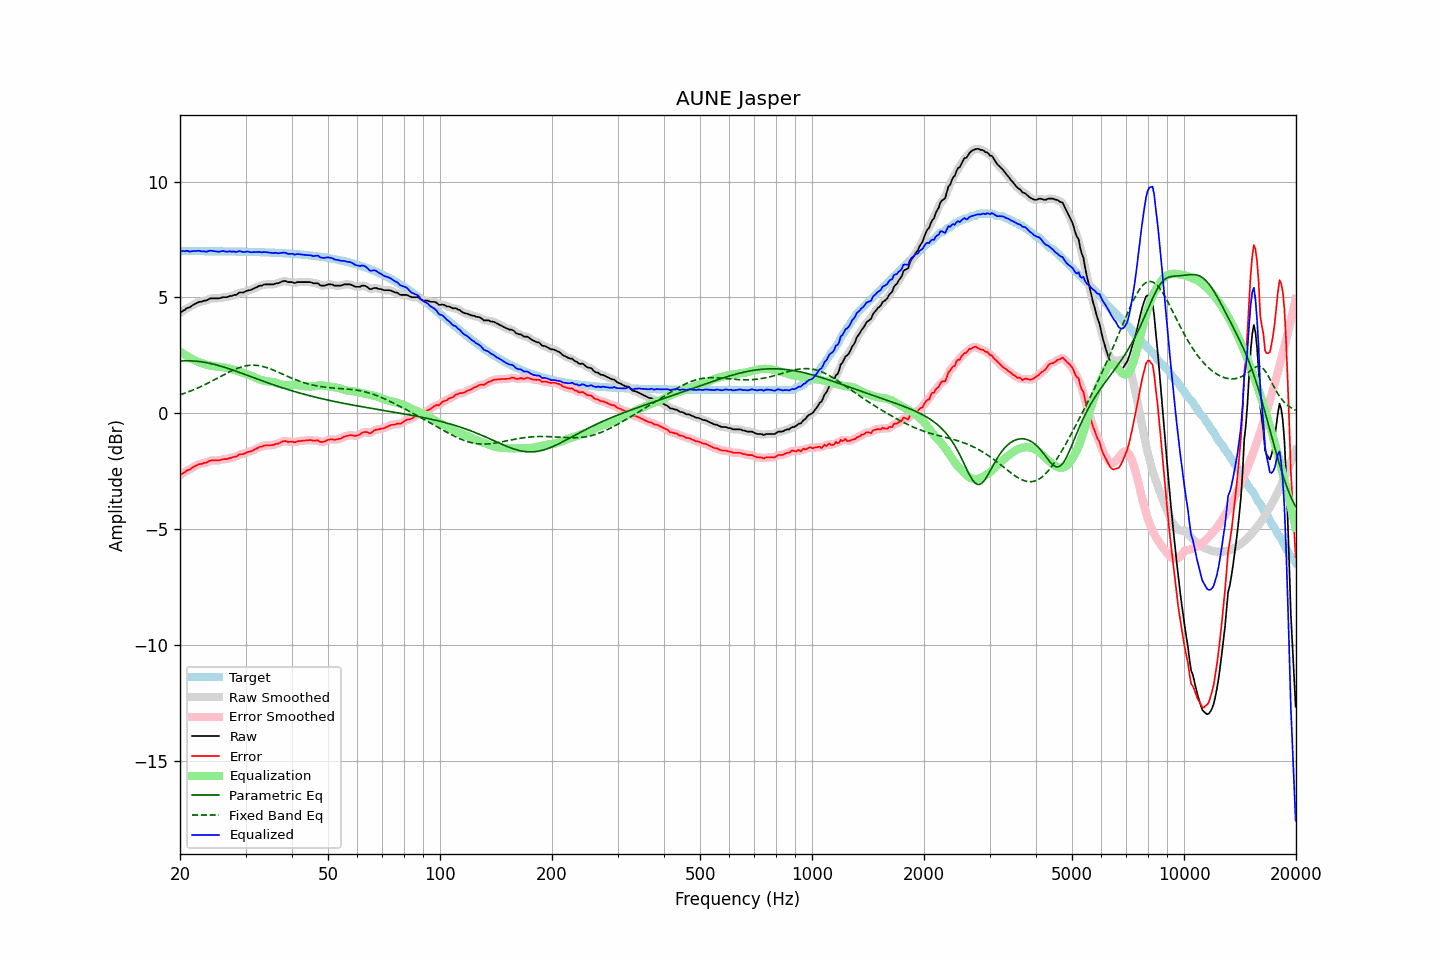 AUNE Jasper
Amplitude (dBr)
10
5
0
−5
−10
−15
Target
Raw Smoothed
Error Smoothed
Raw
Error
Equalization
Parametric Eq
Fixed Band Eq
Equalized
20 50 100 200 500 1000 2000 5000 10000 20000
Frequency (Hz)